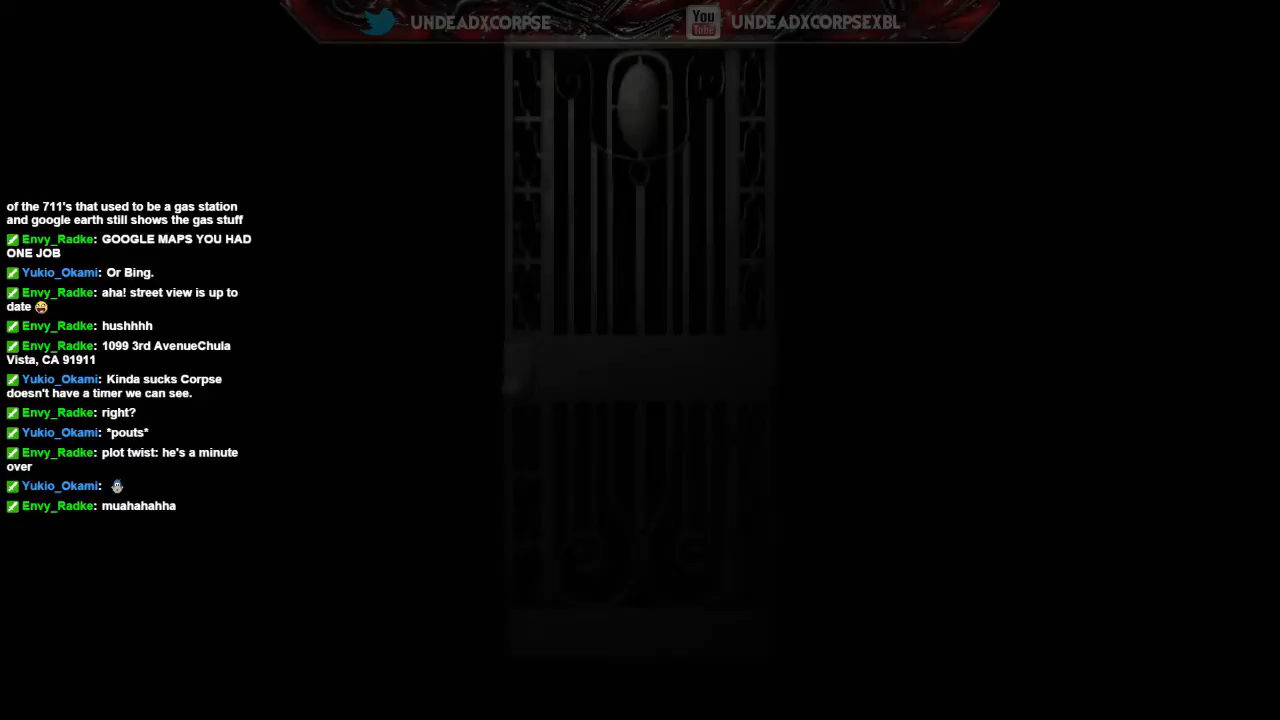 UNDEADXCORPSE
You Tube UNDEADXCORPSEXBL
of the 711's that used to be a gas station
and google earth still shows the gas stuff
Envy_Radke: GOOGLE MAPS YOU HAD
ONE JOB
Yukio_Okami: Or Bing.
Envy_Radke: aha! street view is up to
date
Envy_Radke: hushhhh
Envy_Radke: 1099 3rd AvenueChula
Vista, CA 91911
Yukio_Okami: Kinda sucks Corpse
doesn't have a timer we can see.
Envy_Radke: right?
Yukio_Okami: *pouts*
Envy_Radke: plot twist: he's a minute
over
Yukio_Okami:
Envy_Radke: muahahahha